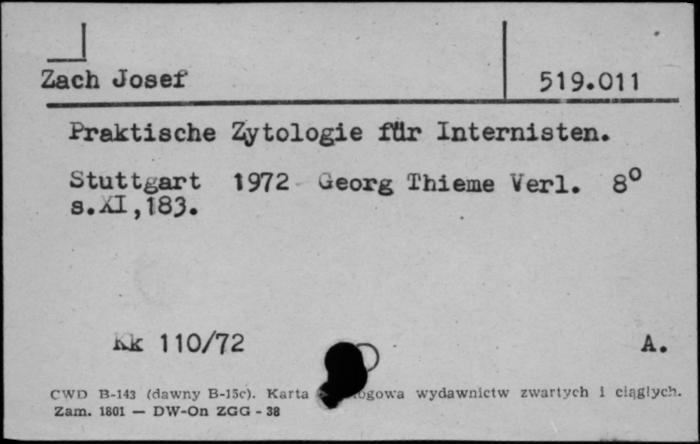 Zach Josef
519.011
Praktische Zytologie für Internisten.
Stuttgart 1972 Georg Thieme Verl. 8°
s.XI,183.
Kk 110/72
A.
CWD B-143 (dawny B-15c). Karta wydawnictw zwartych i ciągłych.
Zam. 1801 — DW-On ZGG - 38